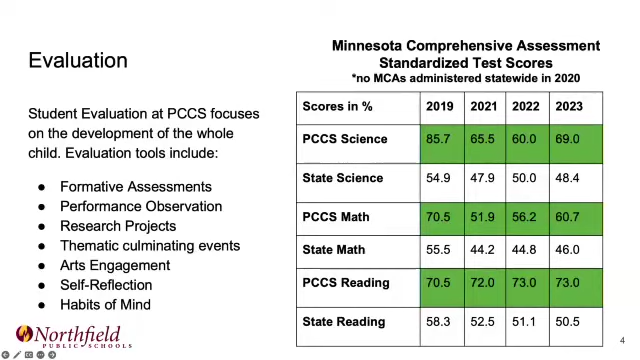 Evaluation
Student Evaluation at PCCS focuses
on the development of the whole
child. Evaluation tools include:
● Formative Assessments
● Performance Observation
● Research Projects
● Thematic culminating events
● Arts Engagement
● Self-Reflection
● Habits of Mind
Minnesota Comprehensive Assessment
Standardized Test Scores
*no MCAs administered statewide in 2020
Scores in % 2019 2021 2022 2023
PCCS Science 85.7 65.5 60.0 69.0
State Science 54.9 47.9 50.0 48.4
PCCS Math 70.5 51.9 56.2 60.7
State Math 55.5 44.2 44.8 46.0
PCCS Reading 70.5 72.0 73.0 73.0
State Reading 58.3 52.5 51.1 50.5
Northfield
PUBLIC SCHOOLS
4